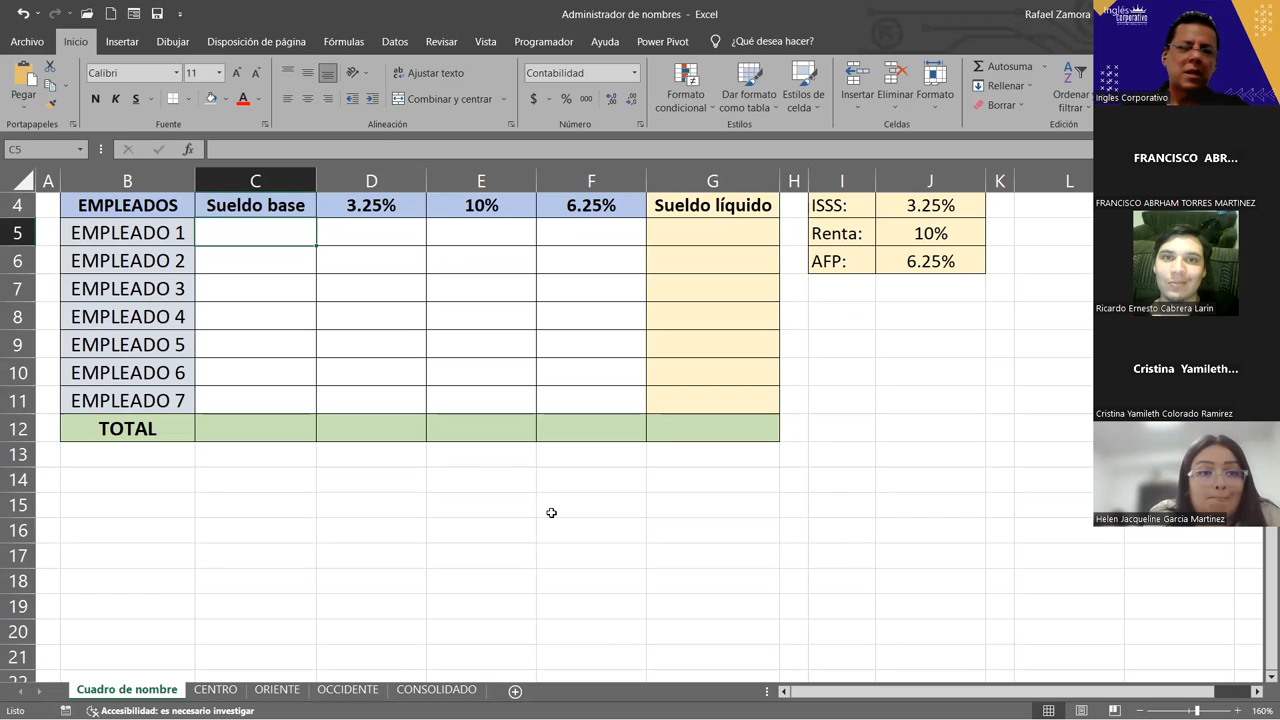 Administrador de nombres - Excel
Rafael Zamora
Archivo Inicio Insertar Dibujar Disposición de página Fórmulas Datos Revisar Vista Programador Ayuda Power Pivot ¿Qué desea hacer?
Pegar
Calibri 11
N K S
Ajustar texto
Combinar y centrar
Contabilidad
$ % 000
Formato condicional
Dar formato como tabla
Estilos de celda
Insertar Eliminar Formato
Autosuma
Rellenar
Borrar
Ordenar y filtrar
Portapapeles Fuente Alineación Número Estilos Celdas Edición
C5 fx
A B C D E F G H I J K L
4 EMPLEADOS Sueldo base 3.25% 10% 6.25% Sueldo líquido ISSS: 3.25%
5 EMPLEADO 1 Renta: 10%
6 EMPLEADO 2 AFP: 6.25%
7 EMPLEADO 3
8 EMPLEADO 4
9 EMPLEADO 5
10 EMPLEADO 6
11 EMPLEADO 7
12 TOTAL
13
14
15
16
17
18
19
20
21
22
Cuadro de nombre CENTRO ORIENTE OCCIDENTE CONSOLIDADO
Listo Accesibilidad: es necesario investigar 160%
Inglés Corporativo
Ingles Corporativo
FRANCISCO ABR...
FRANCISCO ABRHAM TORRES MARTINEZ
Ricardo Ernesto Cabrera Larin
Cristina Yamileth...
Cristina Yamileth Colorado Ramirez
Helen Jacqueline Garcia Martinez